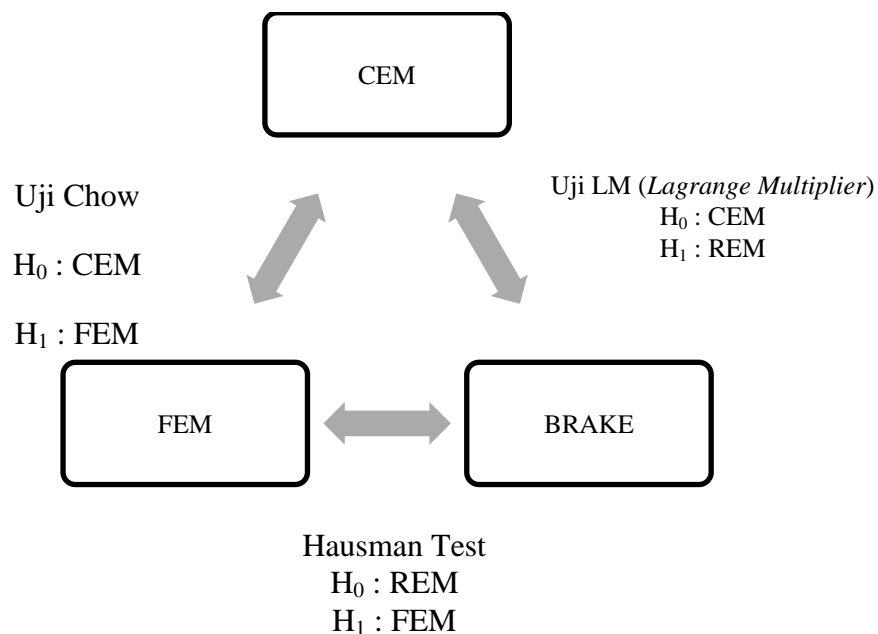 CEM
Uji Chow
H₀ : CEM
H₁ : FEM
Uji LM (Lagrange Multiplier)
H₀ : CEM
H₁ : REM
FEM
BRAKE
Hausman Test
H₀ : REM
H₁ : FEM